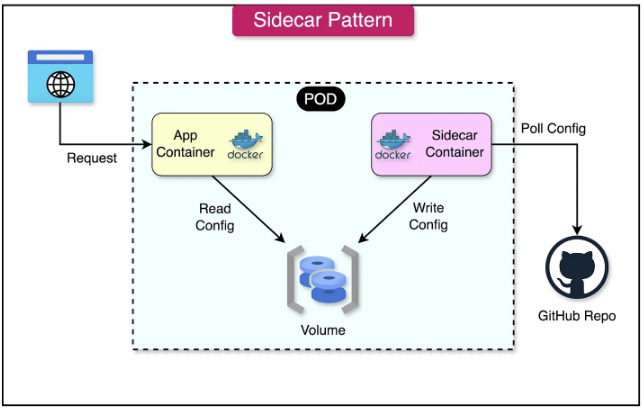 Sidecar Pattern
POD
App
Container
docker
docker
Sidecar
Container
Poll Config
Request
Read
Config
Write
Config
Volume
GitHub Repo